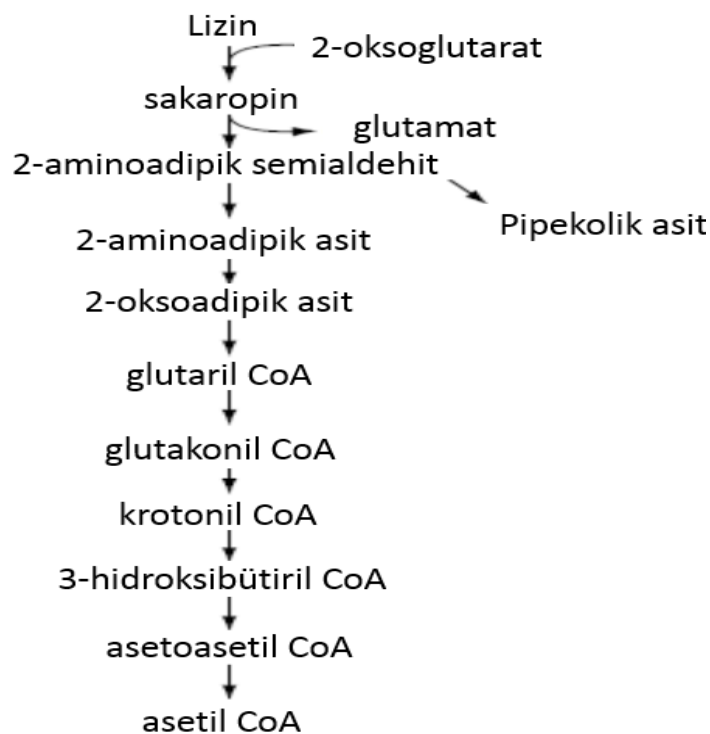 Lizin
2-oksoglutarat
sakaropin
glutamat
2-aminoadipik semialdehit
Pipekolik asit
2-aminoadipik asit
2-oksoadipik asit
glutaril CoA
glutakonil CoA
krotonil CoA
3-hidroksibütiril CoA
asetoasetil CoA
asetil CoA